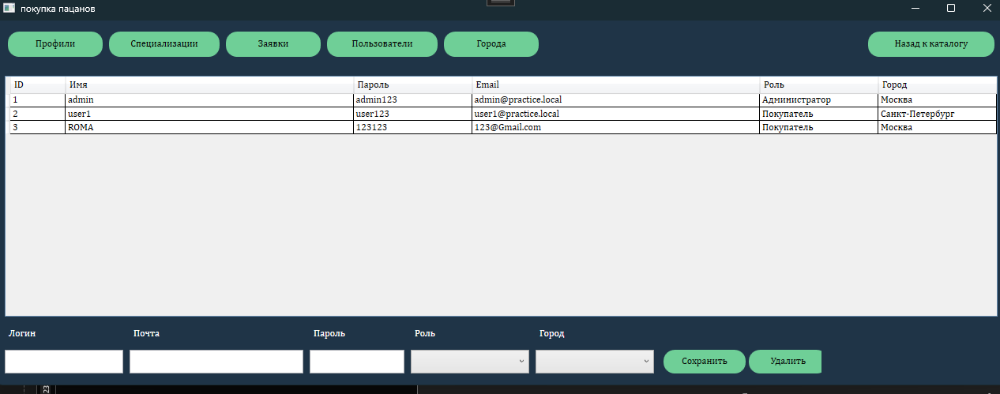 покупка пацанов
Профили Специализации Заявки Пользователи Города Назад к каталогу
ID Имя Пароль Email Роль Город
1 admin admin123 admin@practice.local Администратор Москва
2 user1 user123 user1@practice.local Покупатель Санкт-Петербург
3 ROMA 123123 123@Gmail.com Покупатель Москва
Логин Почта Пароль Роль Город
Сохранить Удалить
23